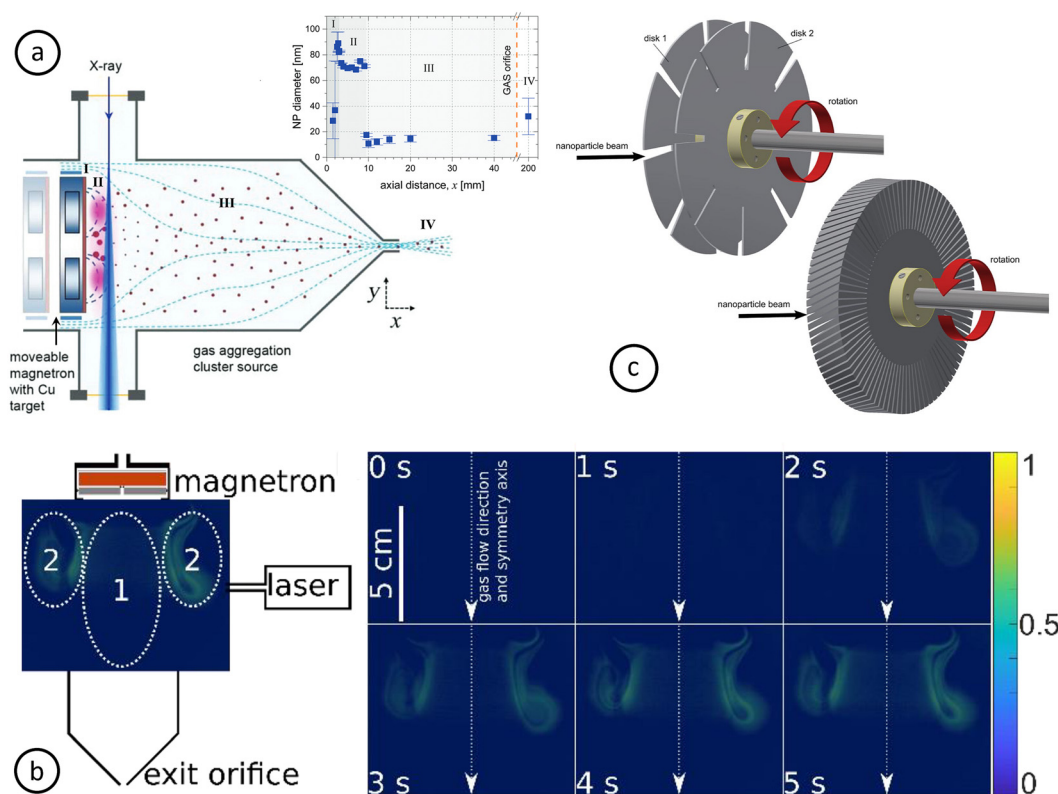 a
X-ray
I
II
III
IV
y
x
moveable
magnetron
with Cu
target
gas aggregation
cluster source
NP diameter [nm]
110
100
80
60
40
20
0
I
II
III
IV
GAS orifice
0
10
20
30
40
50
200
axial distance, x [mm]
disk 1
disk 2
rotation
nanoparticle beam
rotation
nanoparticle beam
c
b
magnetron
2
1
2
laser
exit orifice
0 s
1 s
2 s
5 cm
gas flow direction
and symmetry axis
3 s
4 s
5 s
1
0.5
0